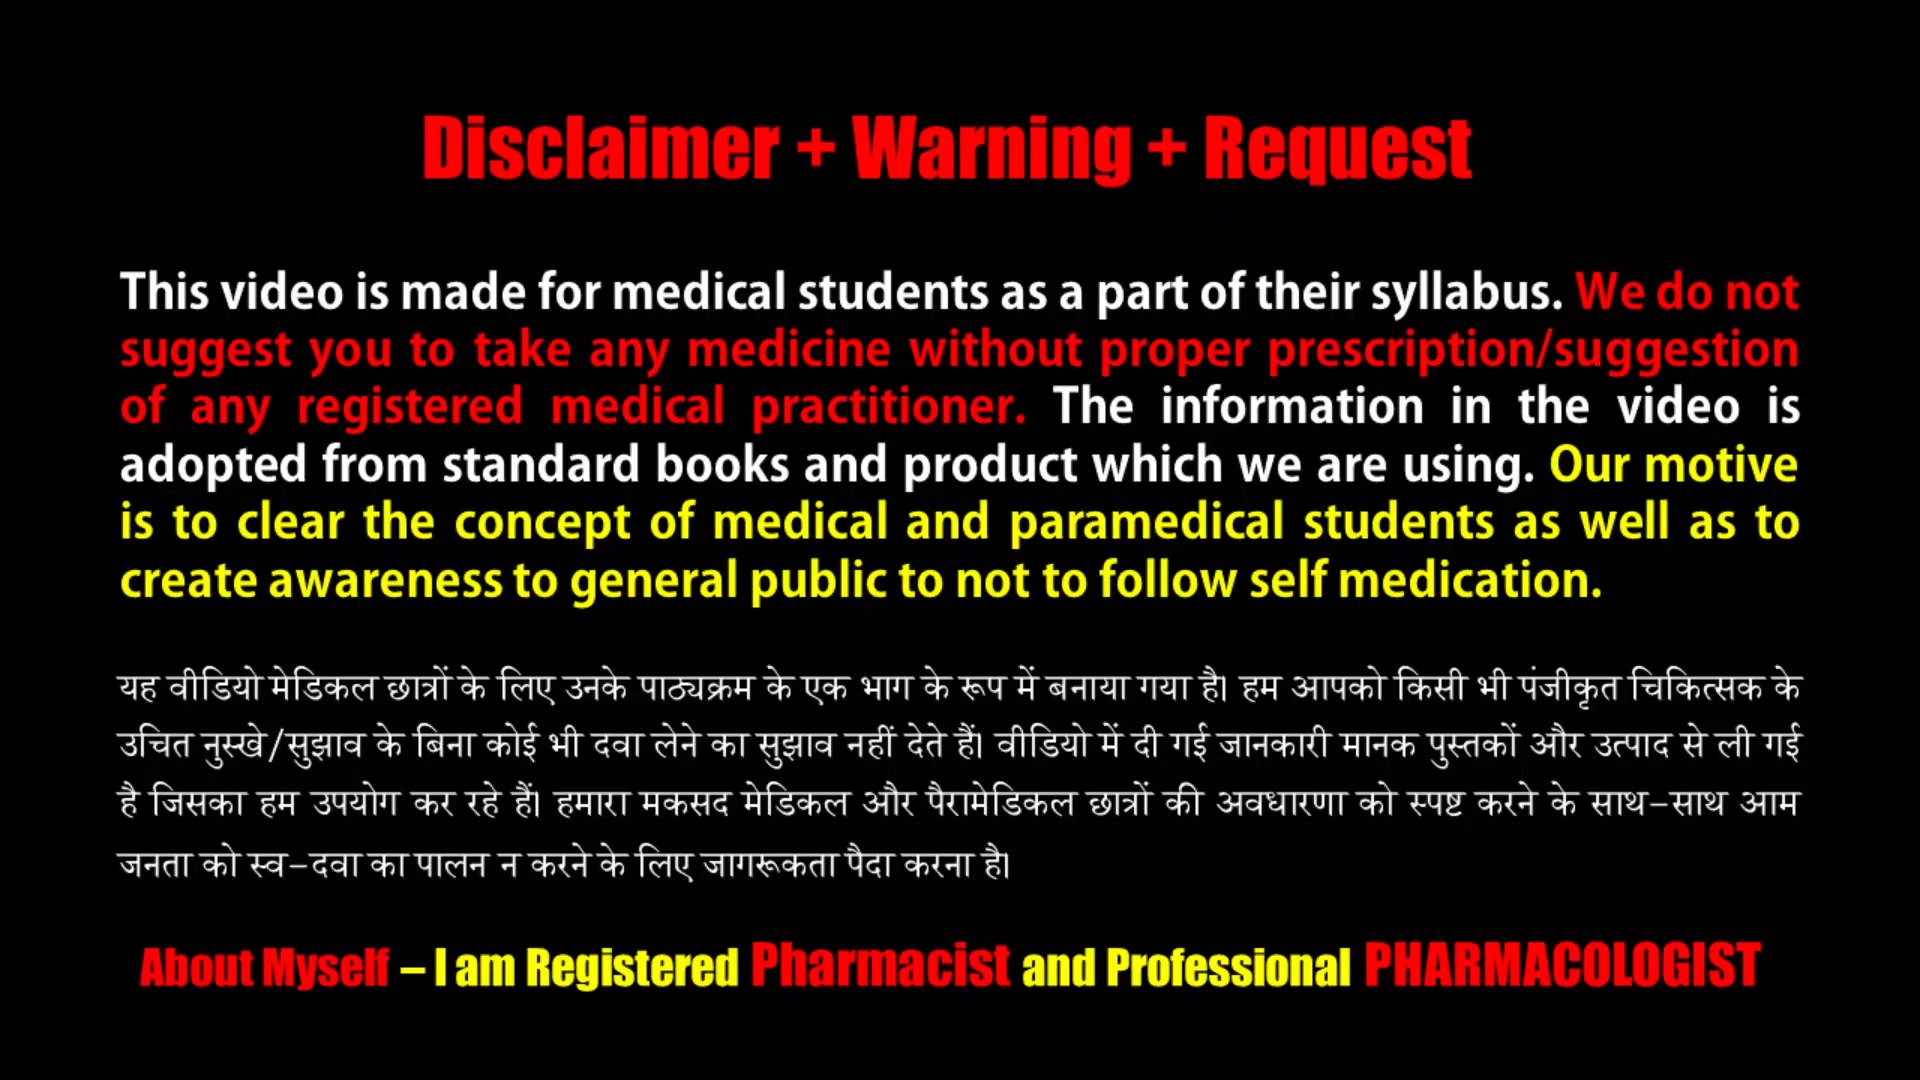 Disclaimer + Warning + Request
This video is made for medical students as a part of their syllabus. We do not
suggest you to take any medicine without proper prescription/suggestion
of any registered medical practitioner. The information in the video is
adopted from standard books and product which we are using. Our motive
is to clear the concept of medical and paramedical students as well as to
create awareness to general public to not to follow self medication.
यह वीडियो मेडिकल छात्रों के लिए उनके पाठ्यक्रम के एक भाग के रूप में बनाया गया है। हम आपको किसी भी पंजीकृत चिकित्सक के
उचित नुस्खे/सुझाव के बिना कोई भी दवा लेने का सुझाव नहीं देते हैं। वीडियो में दी गई जानकारी मानक पुस्तकों और उत्पाद से ली गई
है जिसका हम उपयोग कर रहे हैं। हमारा मकसद मेडिकल और पैरामेडिकल छात्रों की अवधारणा को स्पष्ट करने के साथ-साथ आम
जनता को स्व-दवा का पालन न करने के लिए जागरूकता पैदा करना है।
About Myself – I am Registered Pharmacist and Professional PHARMACOLOGIST